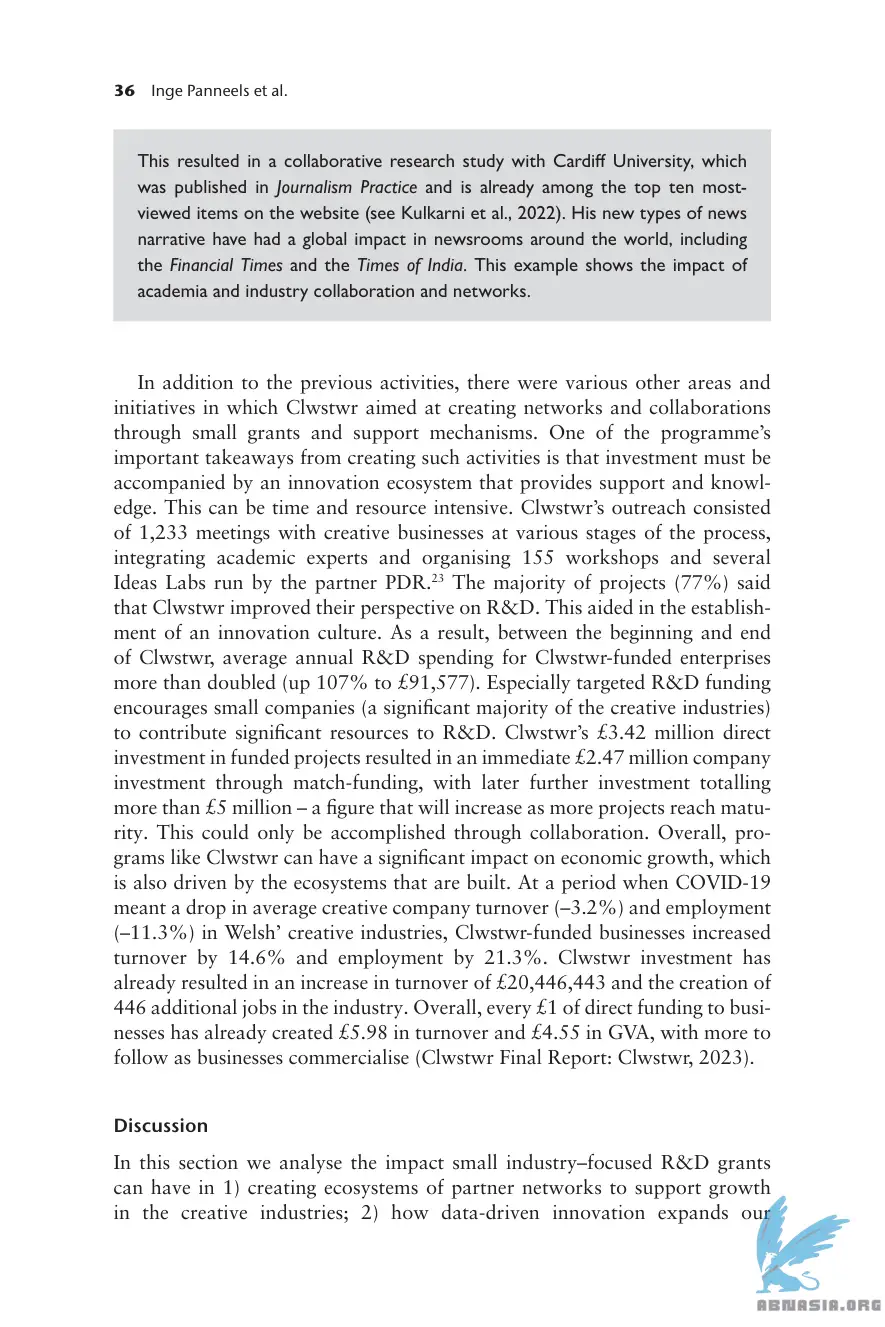 36 Inge Panneels et al.
This resulted in a collaborative research study with Cardiff University, which
was published in Journalism Practice and is already among the top ten most-
viewed items on the website (see Kulkarni et al., 2022). His new types of news
narrative have had a global impact in newsrooms around the world, including
the Financial Times and the Times of India. This example shows the impact of
academia and industry collaboration and networks.
In addition to the previous activities, there were various other areas and
initiatives in which Clwstwr aimed at creating networks and collaborations
through small grants and support mechanisms. One of the programme’s
important takeaways from creating such activities is that investment must be
accompanied by an innovation ecosystem that provides support and knowl-
edge. This can be time and resource intensive. Clwstwr’s outreach consisted
of 1,233 meetings with creative businesses at various stages of the process,
integrating academic experts and organising 155 workshops and several
Ideas Labs run by the partner PDR.23 The majority of projects (77%) said
that Clwstwr improved their perspective on R&D. This aided in the establish-
ment of an innovation culture. As a result, between the beginning and end
of Clwstwr, average annual R&D spending for Clwstwr-funded enterprises
more than doubled (up 107% to £91,577). Especially targeted R&D funding
encourages small companies (a significant majority of the creative industries)
to contribute significant resources to R&D. Clwstwr’s £3.42 million direct
investment in funded projects resulted in an immediate £2.47 million company
investment through match-funding, with later further investment totalling
more than £5 million – a figure that will increase as more projects reach matu-
rity. This could only be accomplished through collaboration. Overall, pro-
grams like Clwstwr can have a significant impact on economic growth, which
is also driven by the ecosystems that are built. At a period when COVID-19
meant a drop in average creative company turnover (–3.2%) and employment
(–11.3%) in Welsh’ creative industries, Clwstwr-funded businesses increased
turnover by 14.6% and employment by 21.3%. Clwstwr investment has
already resulted in an increase in turnover of £20,446,443 and the creation of
446 additional jobs in the industry. Overall, every £1 of direct funding to busi-
nesses has already created £5.98 in turnover and £4.55 in GVA, with more to
follow as businesses commercialise (Clwstwr Final Report: Clwstwr, 2023).
Discussion
In this section we analyse the impact small industry–focused R&D grants
can have in 1) creating ecosystems of partner networks to support growth
in the creative industries; 2) how data-driven innovation expands our
ABNASIA.ORG